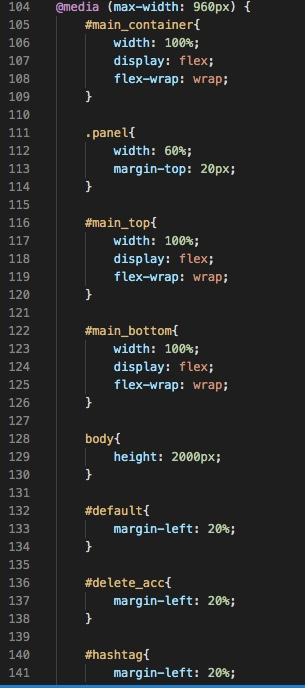 104 @media (max-width: 960px) {
105 #main_container{
106 width: 100%;
107 display: flex;
108 flex-wrap: wrap;
109 }
110
111 .panel{
112 width: 60%;
113 margin-top: 20px;
114 }
115
116 #main_top{
117 width: 100%;
118 display: flex;
119 flex-wrap: wrap;
120 }
121
122 #main_bottom{
123 width: 100%;
124 display: flex;
125 flex-wrap: wrap;
126 }
127
128 body{
129 height: 2000px;
130 }
131
132 #default{
133 margin-left: 20%;
134 }
135
136 #delete_acc{
137 margin-left: 20%;
138 }
139
140 #hashtag{
141 margin-left: 20%;